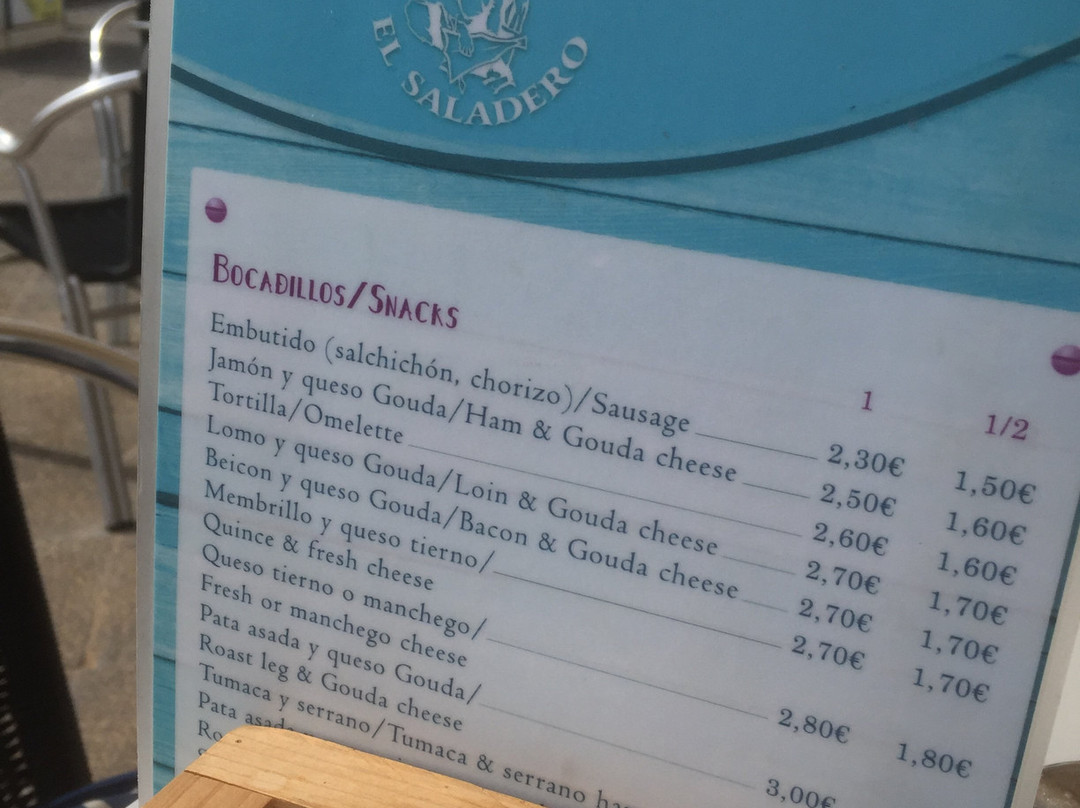 EL SALADERO
BOCADILLOS/SNACKS
1 1/2
Embutido (salchichón, chorizo)/Sausage 2,30€ 1,50€
Jamón y queso Gouda/Ham & Gouda cheese 2,50€ 1,60€
Tortilla/Omelette 2,60€ 1,60€
Lomo y queso Gouda/Loin & Gouda cheese 2,70€ 1,70€
Beicon y queso Gouda/Bacon & Gouda cheese 2,70€ 1,70€
Membrillo y queso tierno/ 2,70€ 1,70€
Quince & fresh cheese
Queso tierno o manchego/ 2,80€ 1,80€
Fresh or manchego cheese
Pata asada y queso Gouda/ 3,00€
Roast leg & Gouda cheese
Tumaca y serrano/Tumaca & serrano
Pata